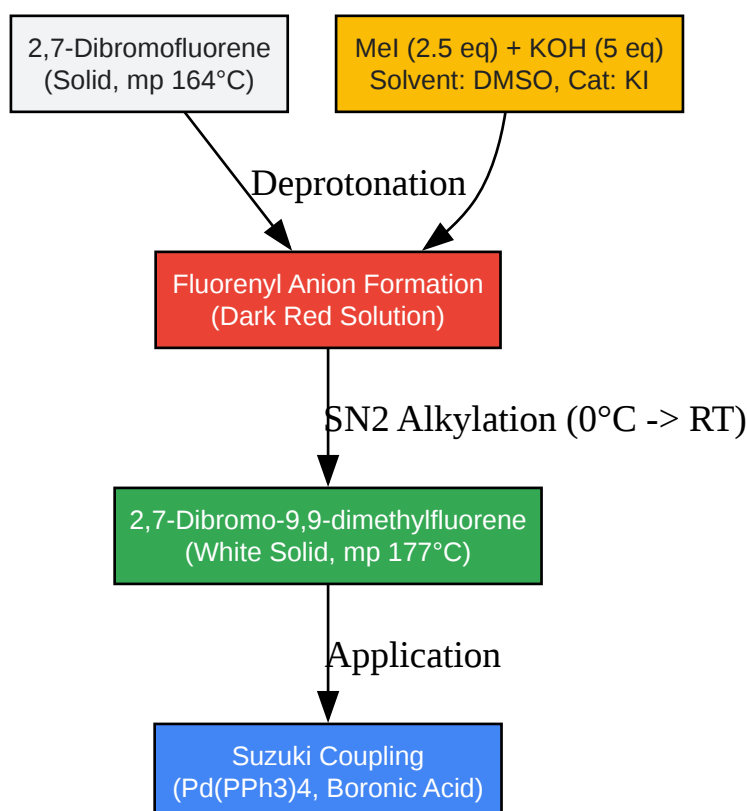 2,7-Dibromofluorene
(Solid, mp 164°C)
MeI (2.5 eq) + KOH (5 eq)
Solvent: DMSO, Cat: KI
Deprotonation
Fluorenyl Anion Formation
(Dark Red Solution)
SN2 Alkylation (0°C -> RT)
2,7-Dibromo-9,9-dimethylfluorene
(White Solid, mp 177°C)
Application
Suzuki Coupling
(Pd(PPh3)4, Boronic Acid)